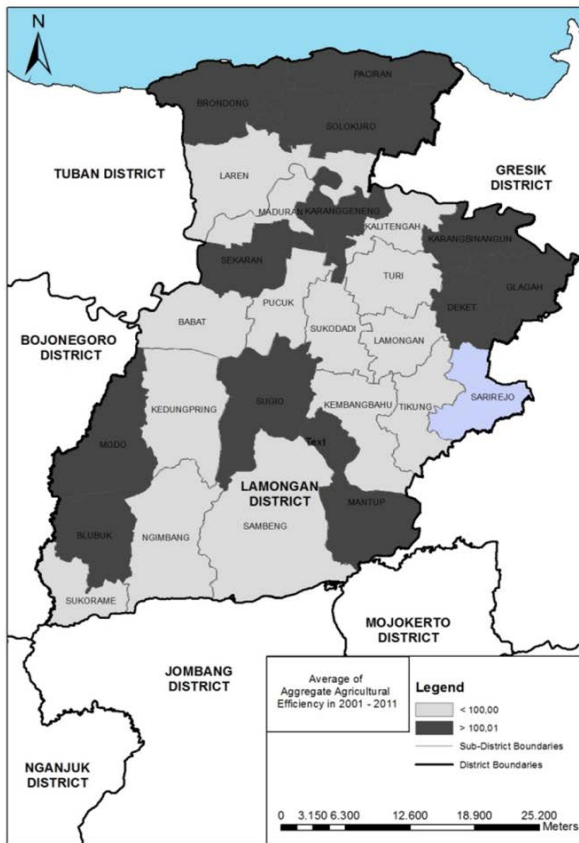 N
PACIRAN
BRONDONG
SOLOKURO
TUBAN DISTRICT
LAREN
GRESIK
DISTRICT
MADURAN
KARANGGENENG
KALITENGAH
KARANGBINANGUN
SEKARAN
TURI
GLAGAH
PUCUK
DEKET
BABAT
SUKODADI
LAMONGAN
BOJONEGORO
DISTRICT
KEDUNGPRING
SUGIO
KEMBANGBAHU
TIKUNG
SARIREJO
MODO
Text
LAMONGAN
DISTRICT
MANTUP
BLUBUK
NGIMBANG
SAMBENG
SUKORAME
MOJOKERTO
DISTRICT
JOMBANG
DISTRICT
NGANJUK
DISTRICT
Average of
Aggregate Agricultural
Efficiency in 2001 - 2011
Legend
< 100,00
> 100,01
Sub-District Boundaries
District Boundaries
0 3.150 6.300 12.600 18.900 25.200
Meters